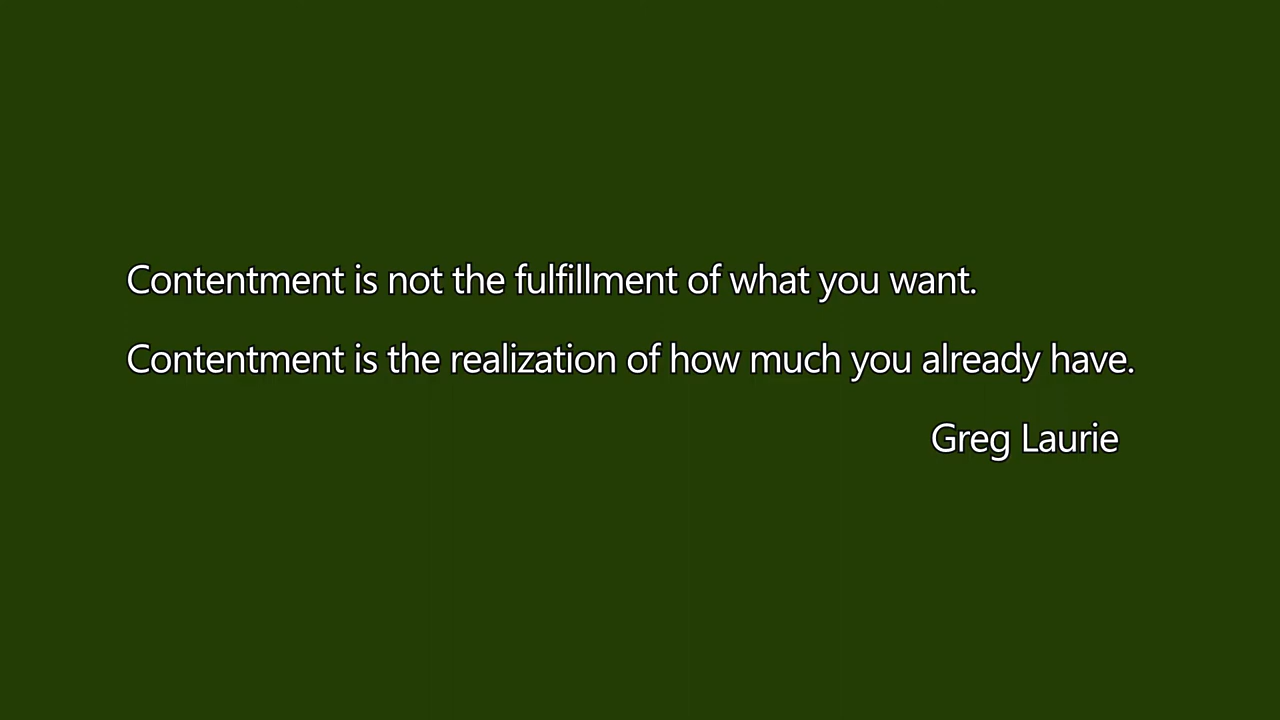 Contentment is not the fulfillment of what you want.
Contentment is the realization of how much you already have.
Greg Laurie